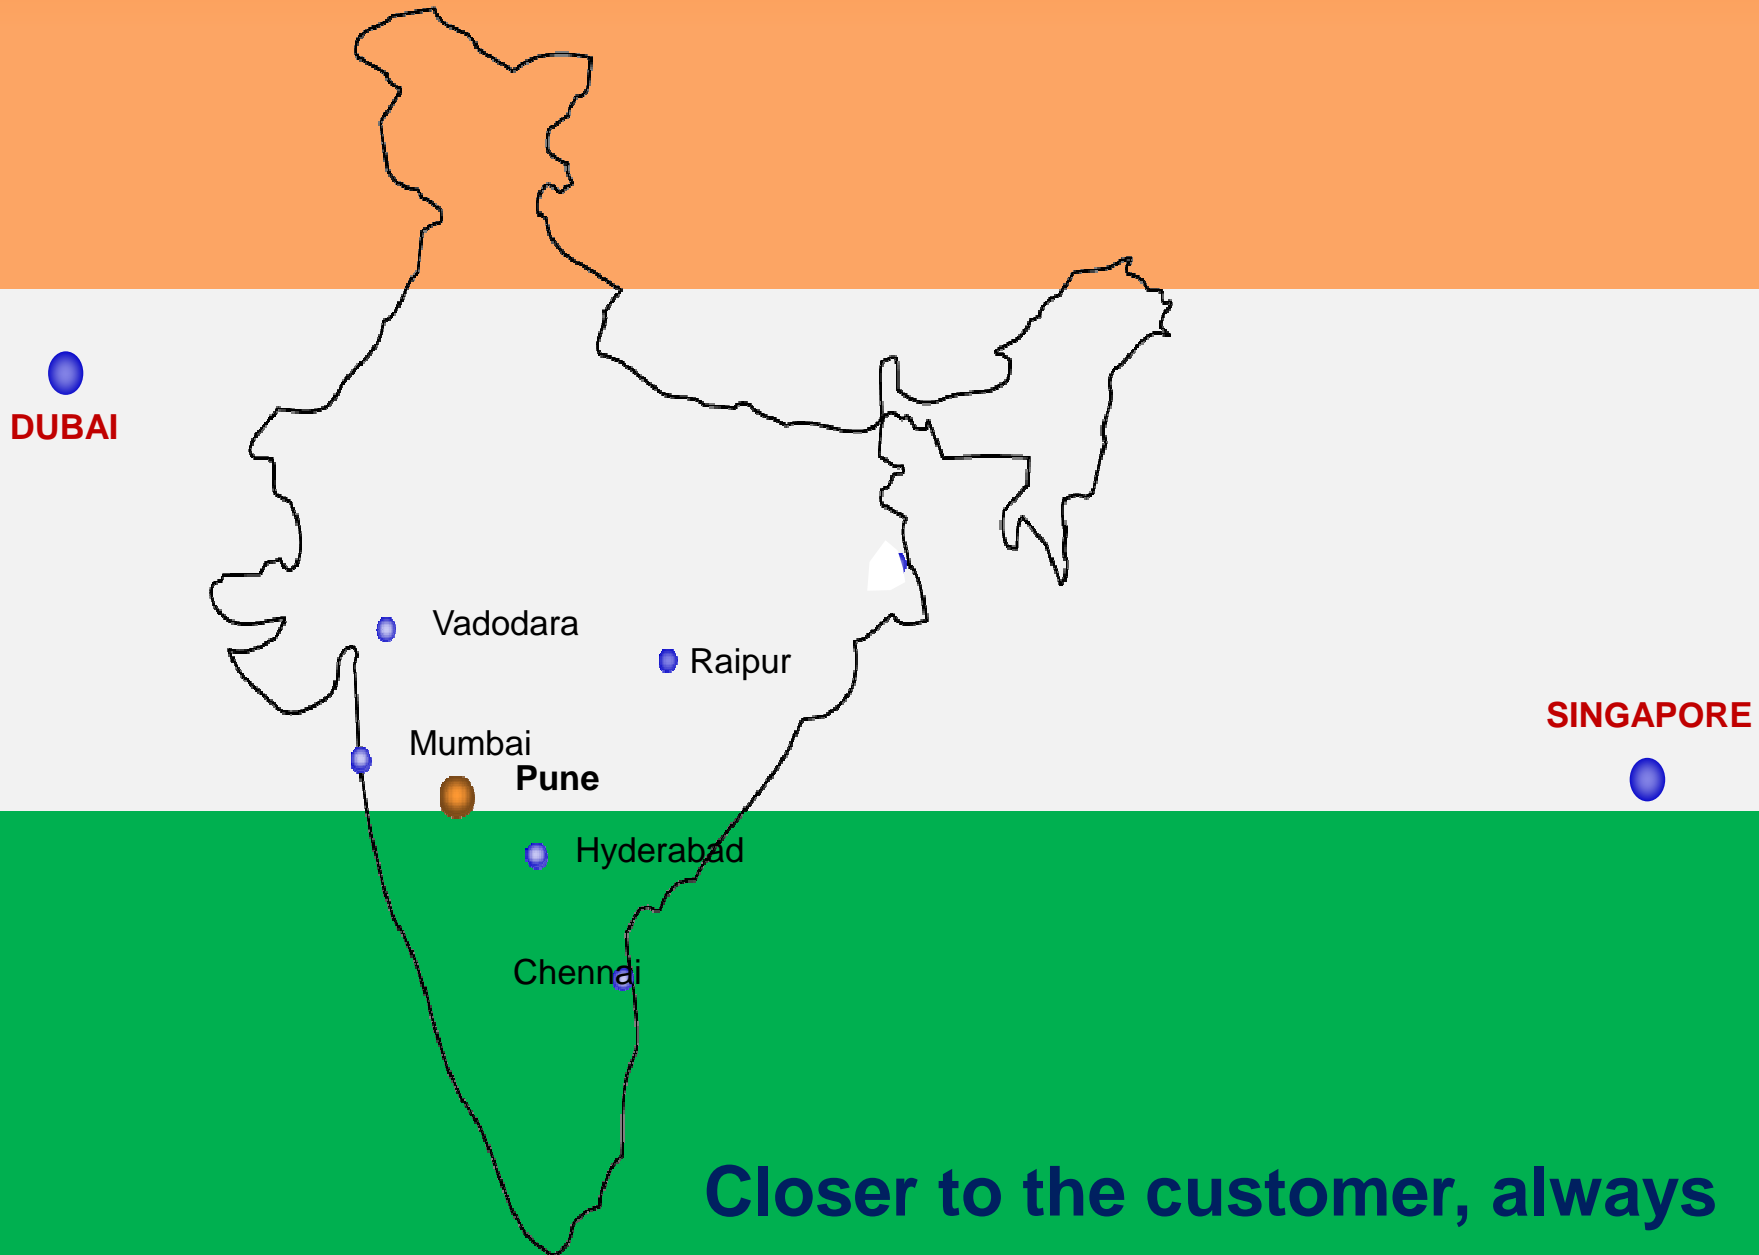 DUBAI
Vadodara
Raipur
SINGAPORE
Mumbai
Pune
Hyderabad
Chennai
Closer to the customer, always